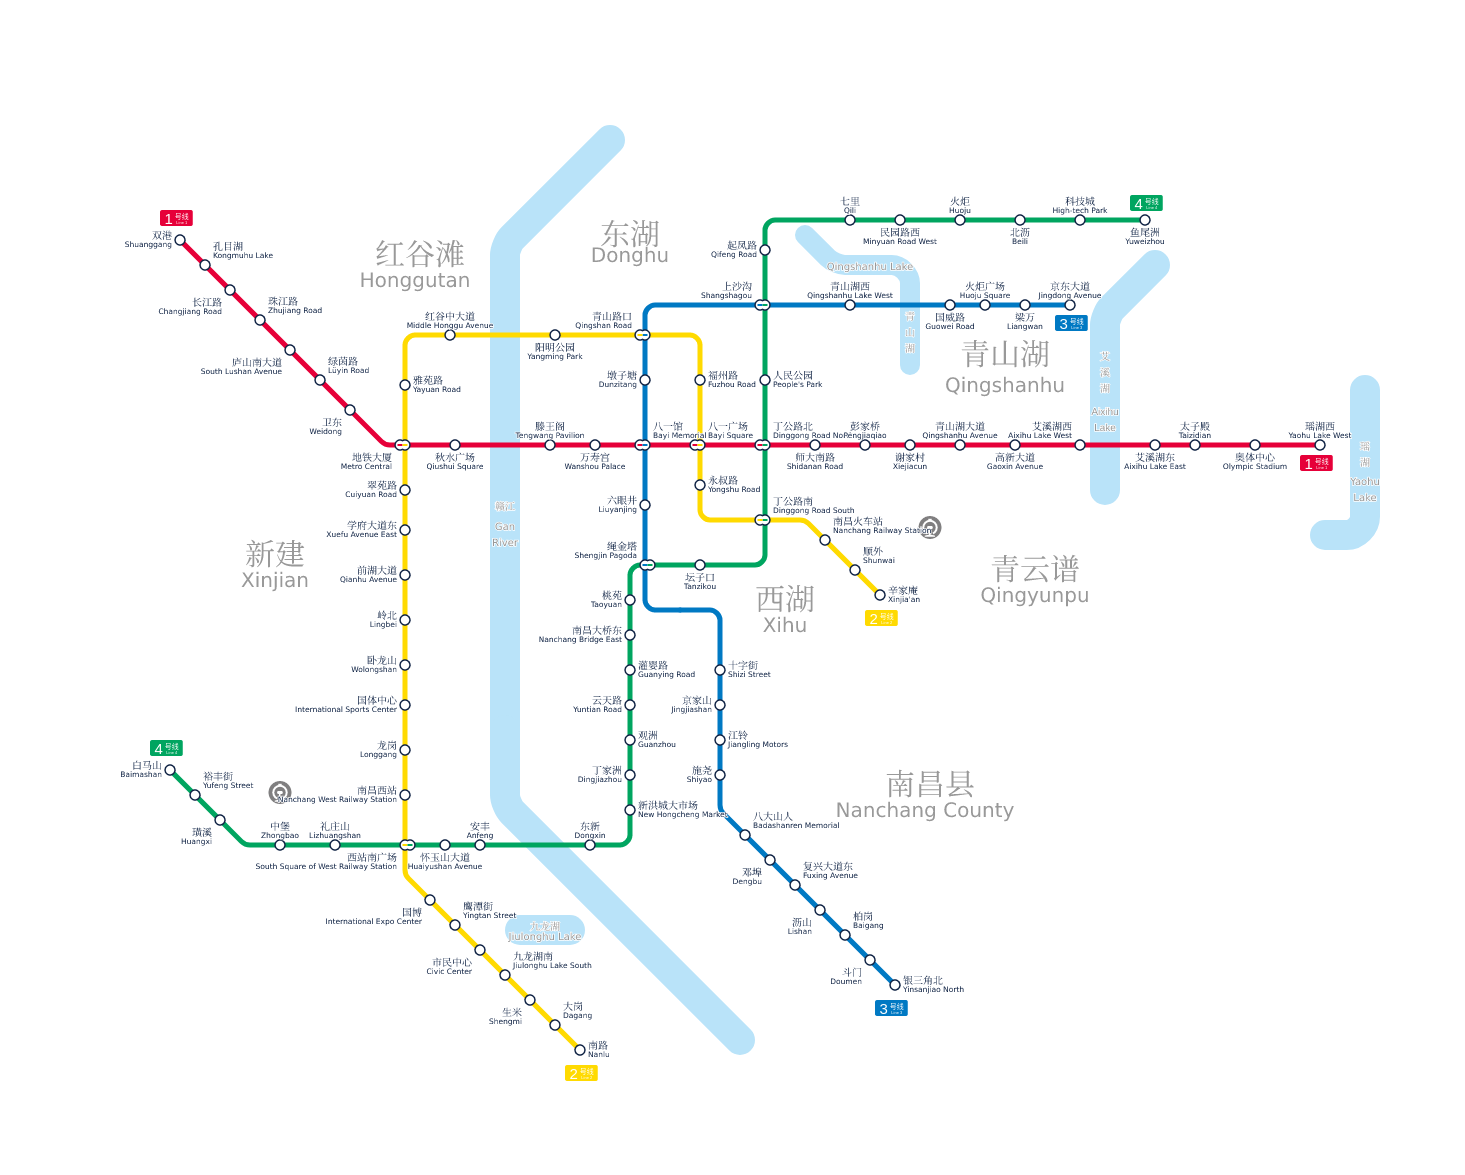 1 号线
Line 1
双港
Shuanggang
孔目湖
Kongmuhu Lake
长江路
Changjiang Road
珠江路
Zhujiang Road
庐山南大道
South Lushan Avenue
绿茵路
Lüyin Road
卫东
Weidong
地铁大厦
Metro Central
秋水广场
Qiushui Square
滕王阁
Tengwang Pavilion
万寿宫
Wanshou Palace
八一馆
Bayi Memorial
八一广场
Bayi Square
丁公路北
Dinggong Road No
彭家桥
Pengjiaqiao
师大南路
Shidanan Road
谢家村
Xiejiacun
青山湖大道
Qingshanhu Avenue
高新大道
Gaoxin Avenue
艾溪湖西
Aixihu Lake West
艾溪湖东
Aixihu Lake East
太子殿
Taizidian
奥体中心
Olympic Stadium
瑶湖西
Yaohu Lake West
1 号线
Line 1
红谷滩
Honggutan
东湖
Donghu
青山湖
Qingshanhu
新建
Xinjian
西湖
Xihu
青云谱
Qingyunpu
南昌县
Nanchang County
红谷中大道
Middle Honggu Avenue
阳明公园
Yangming Park
青山路口
Qingshan Road
雅苑路
Yayuan Road
福州路
Fuzhou Road
永叔路
Yongshu Road
丁公路南
Dinggong Road South
南昌火车站
Nanchang Railway Station
顺外
Shunwai
辛家庵
Xinjia'an
2 号线
翠苑路
Cuiyuan Road
学府大道东
Xuefu Avenue East
前湖大道
Qianhu Avenue
岭北
Lingbei
卧龙山
Wolongshan
国体中心
International Sports Center
龙岗
Longgang
南昌西站
Nanchang West Railway Station
西站南广场
South Square of West Railway Station
国博
International Expo Center
鹰潭街
Yingtan Street
市民中心
Civic Center
九龙湖南
Jiulonghu Lake South
生米
Shengmi
大岗
Dagang
南路
Nanlu
2 号线
七里
Qili
民园路西
Minyuan Road West
火炬
Huoju
北沥
Beili
科技城
High-tech Park
4 号线
Line 4
鱼尾洲
Yuweizhou
起凤路
Qifeng Road
上沙沟
Shangshagou
人民公园
People's Park
青山湖西
Qingshanhu Lake West
国威路
Guowei Road
火炬广场
Huoju Square
梁万
Liangwan
京东大道
Jingdong Avenue
3 号线
Line 3
墩子塘
Dunzitang
六眼井
Liuyanjing
绳金塔
Shengjin Pagoda
坛子口
Tanzikou
桃苑
Taoyuan
南昌大桥东
Nanchang Bridge East
灌婴路
Guanying Road
云天路
Yuntian Road
观洲
Guanzhou
丁家洲
Dingjiazhou
新洪城大市场
New Hongcheng Market
东新
Dongxin
安丰
Anfeng
怀玉山大道
Huaiyushan Avenue
礼庄山
Lizhuangshan
中堡
Zhongbao
璜溪
Huangxi
裕丰街
Yufeng Street
白马山
Baimashan
4 号线
Line 4
十字街
Shizi Street
京家山
Jingjiashan
江铃
Jiangling Motors
施尧
Shiyao
八大山人
Badashanren Memorial
邓埠
Dengbu
复兴大道东
Fuxing Avenue
沥山
Lishan
柏岗
Baigang
斗门
Doumen
银三角北
Yinsanjiao North
3 号线
Line 3
赣江
Gan
River
Qingshanhu Lake
青
山
湖
艾
溪
湖
Aixihu
Lake
瑶
湖
Yaohu
Lake
九龙湖
Jiulonghu Lake